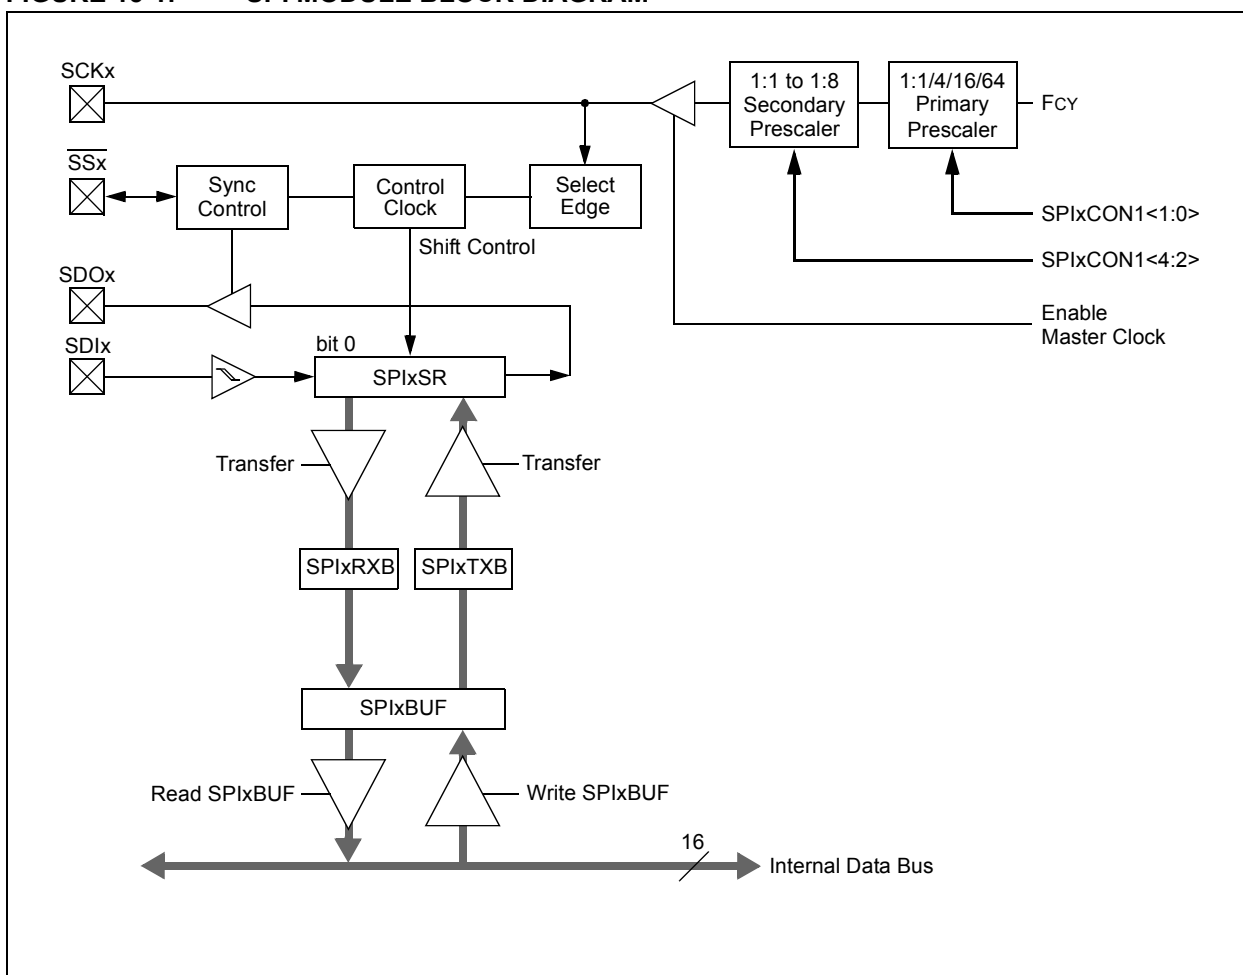 SCKx
1:1 to 1:8
Secondary
Prescaler
1:1/4/16/64
Primary
Prescaler
FCY
SSx
Sync
Control
Control
Clock
Select
Edge
SPIxCON1<1:0>
Shift Control
SPIxCON1<4:2>
SDOx
Enable
Master Clock
SDIx
bit 0
SPIxSR
Transfer
Transfer
SPIxRXB
SPIxTXB
SPIxBUF
Read SPIxBUF
Write SPIxBUF
16
Internal Data Bus